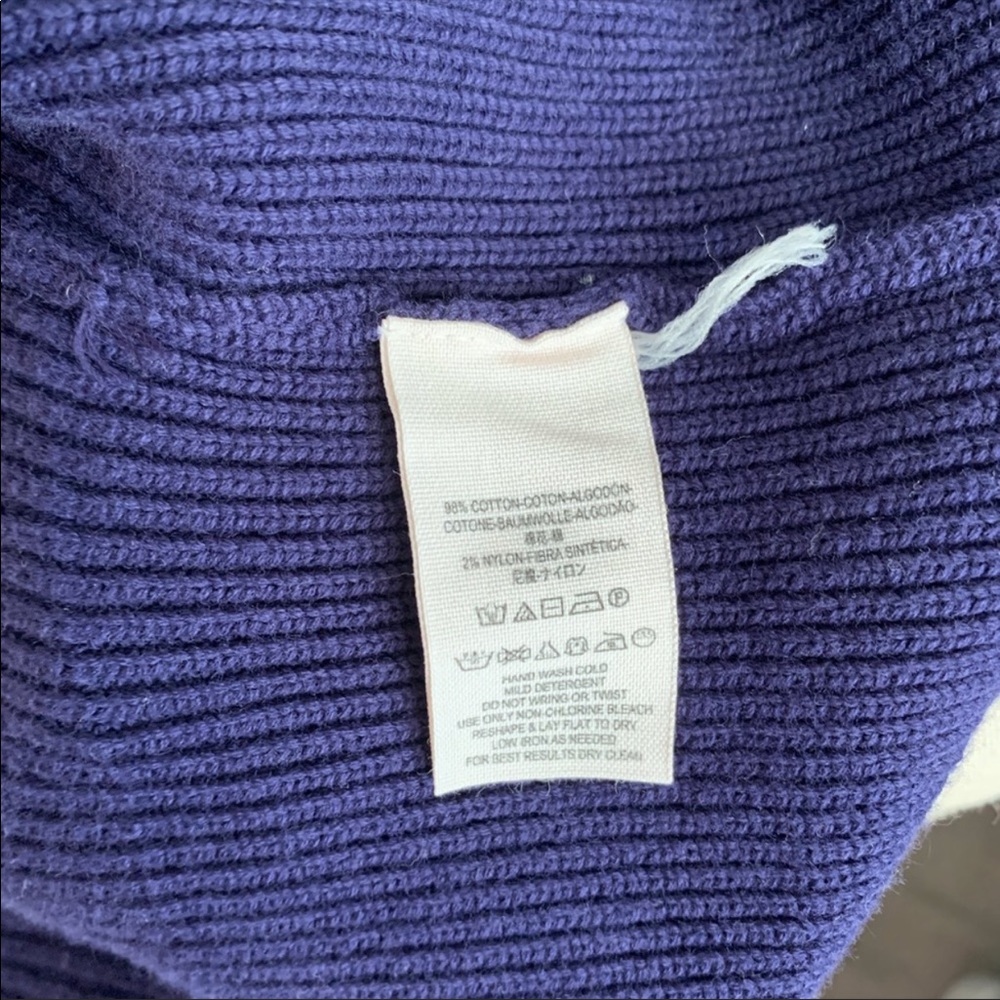 98% COTTON-COTON-ALGODÓN-
COTONE-BAUMWOLLE-ALGODÃO-
棉花-綿
2% NYLON-FIBRA SINTÉTICA-
尼龍-ナイロン
HAND WASH COLD
MILD DETERGENT
DO NOT WRING OR TWIST
USE ONLY NON-CHLORINE BLEACH
RESHAPE & LAY FLAT TO DRY
LOW IRON AS NEEDED
FOR BEST RESULTS DRY CLEAN